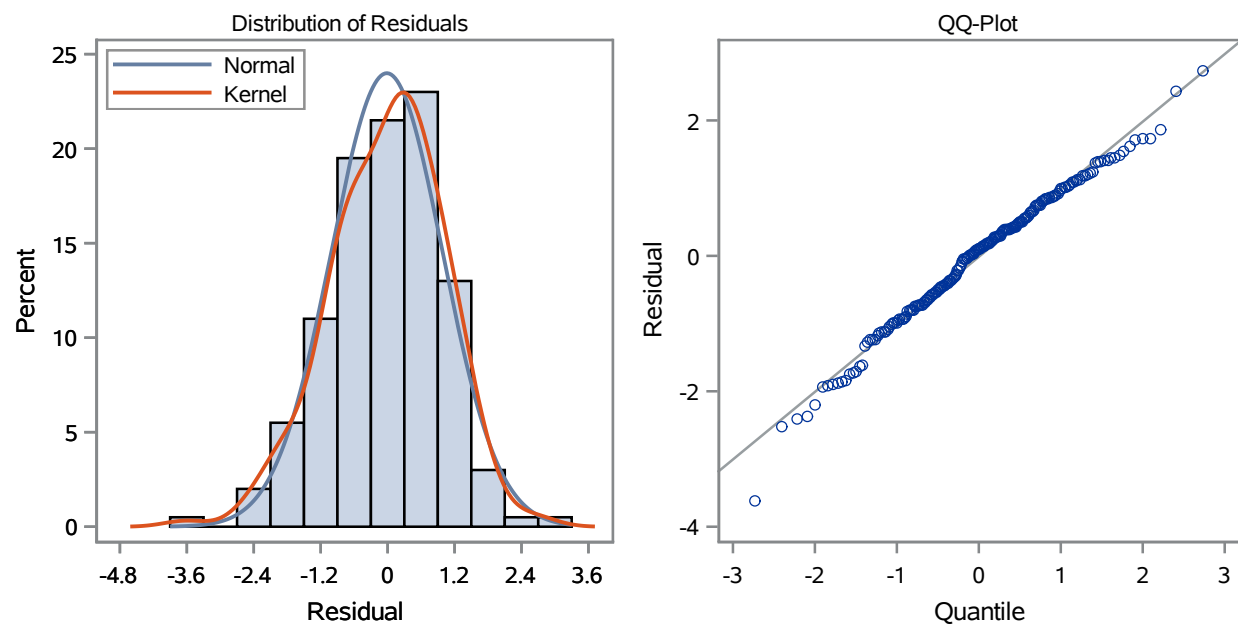 Distribution of Residuals
25
20
15
10
5
0
Percent
Normal
Kernel
-4.8 -3.6 -2.4 -1.2 0 1.2 2.4 3.6
Residual
QQ-Plot
2
0
-2
-4
Residual
-3 -2 -1 0 1 2 3
Quantile